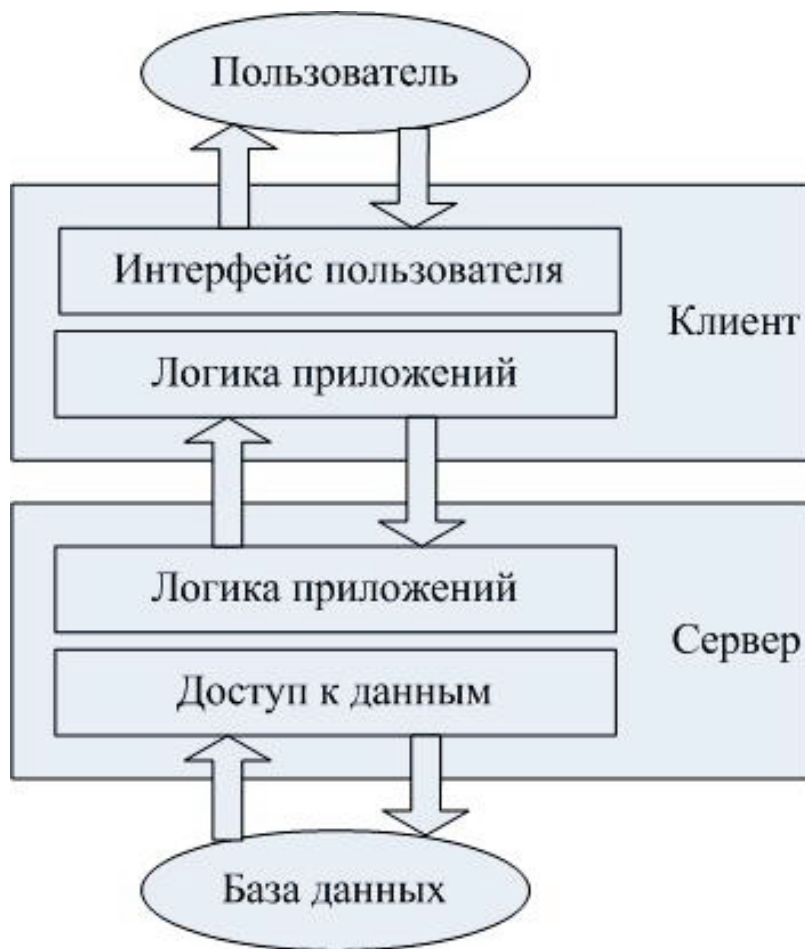 Пользователь
Интерфейс пользователя
Клиент
Логика приложений
Логика приложений
Сервер
Доступ к данным
База данных